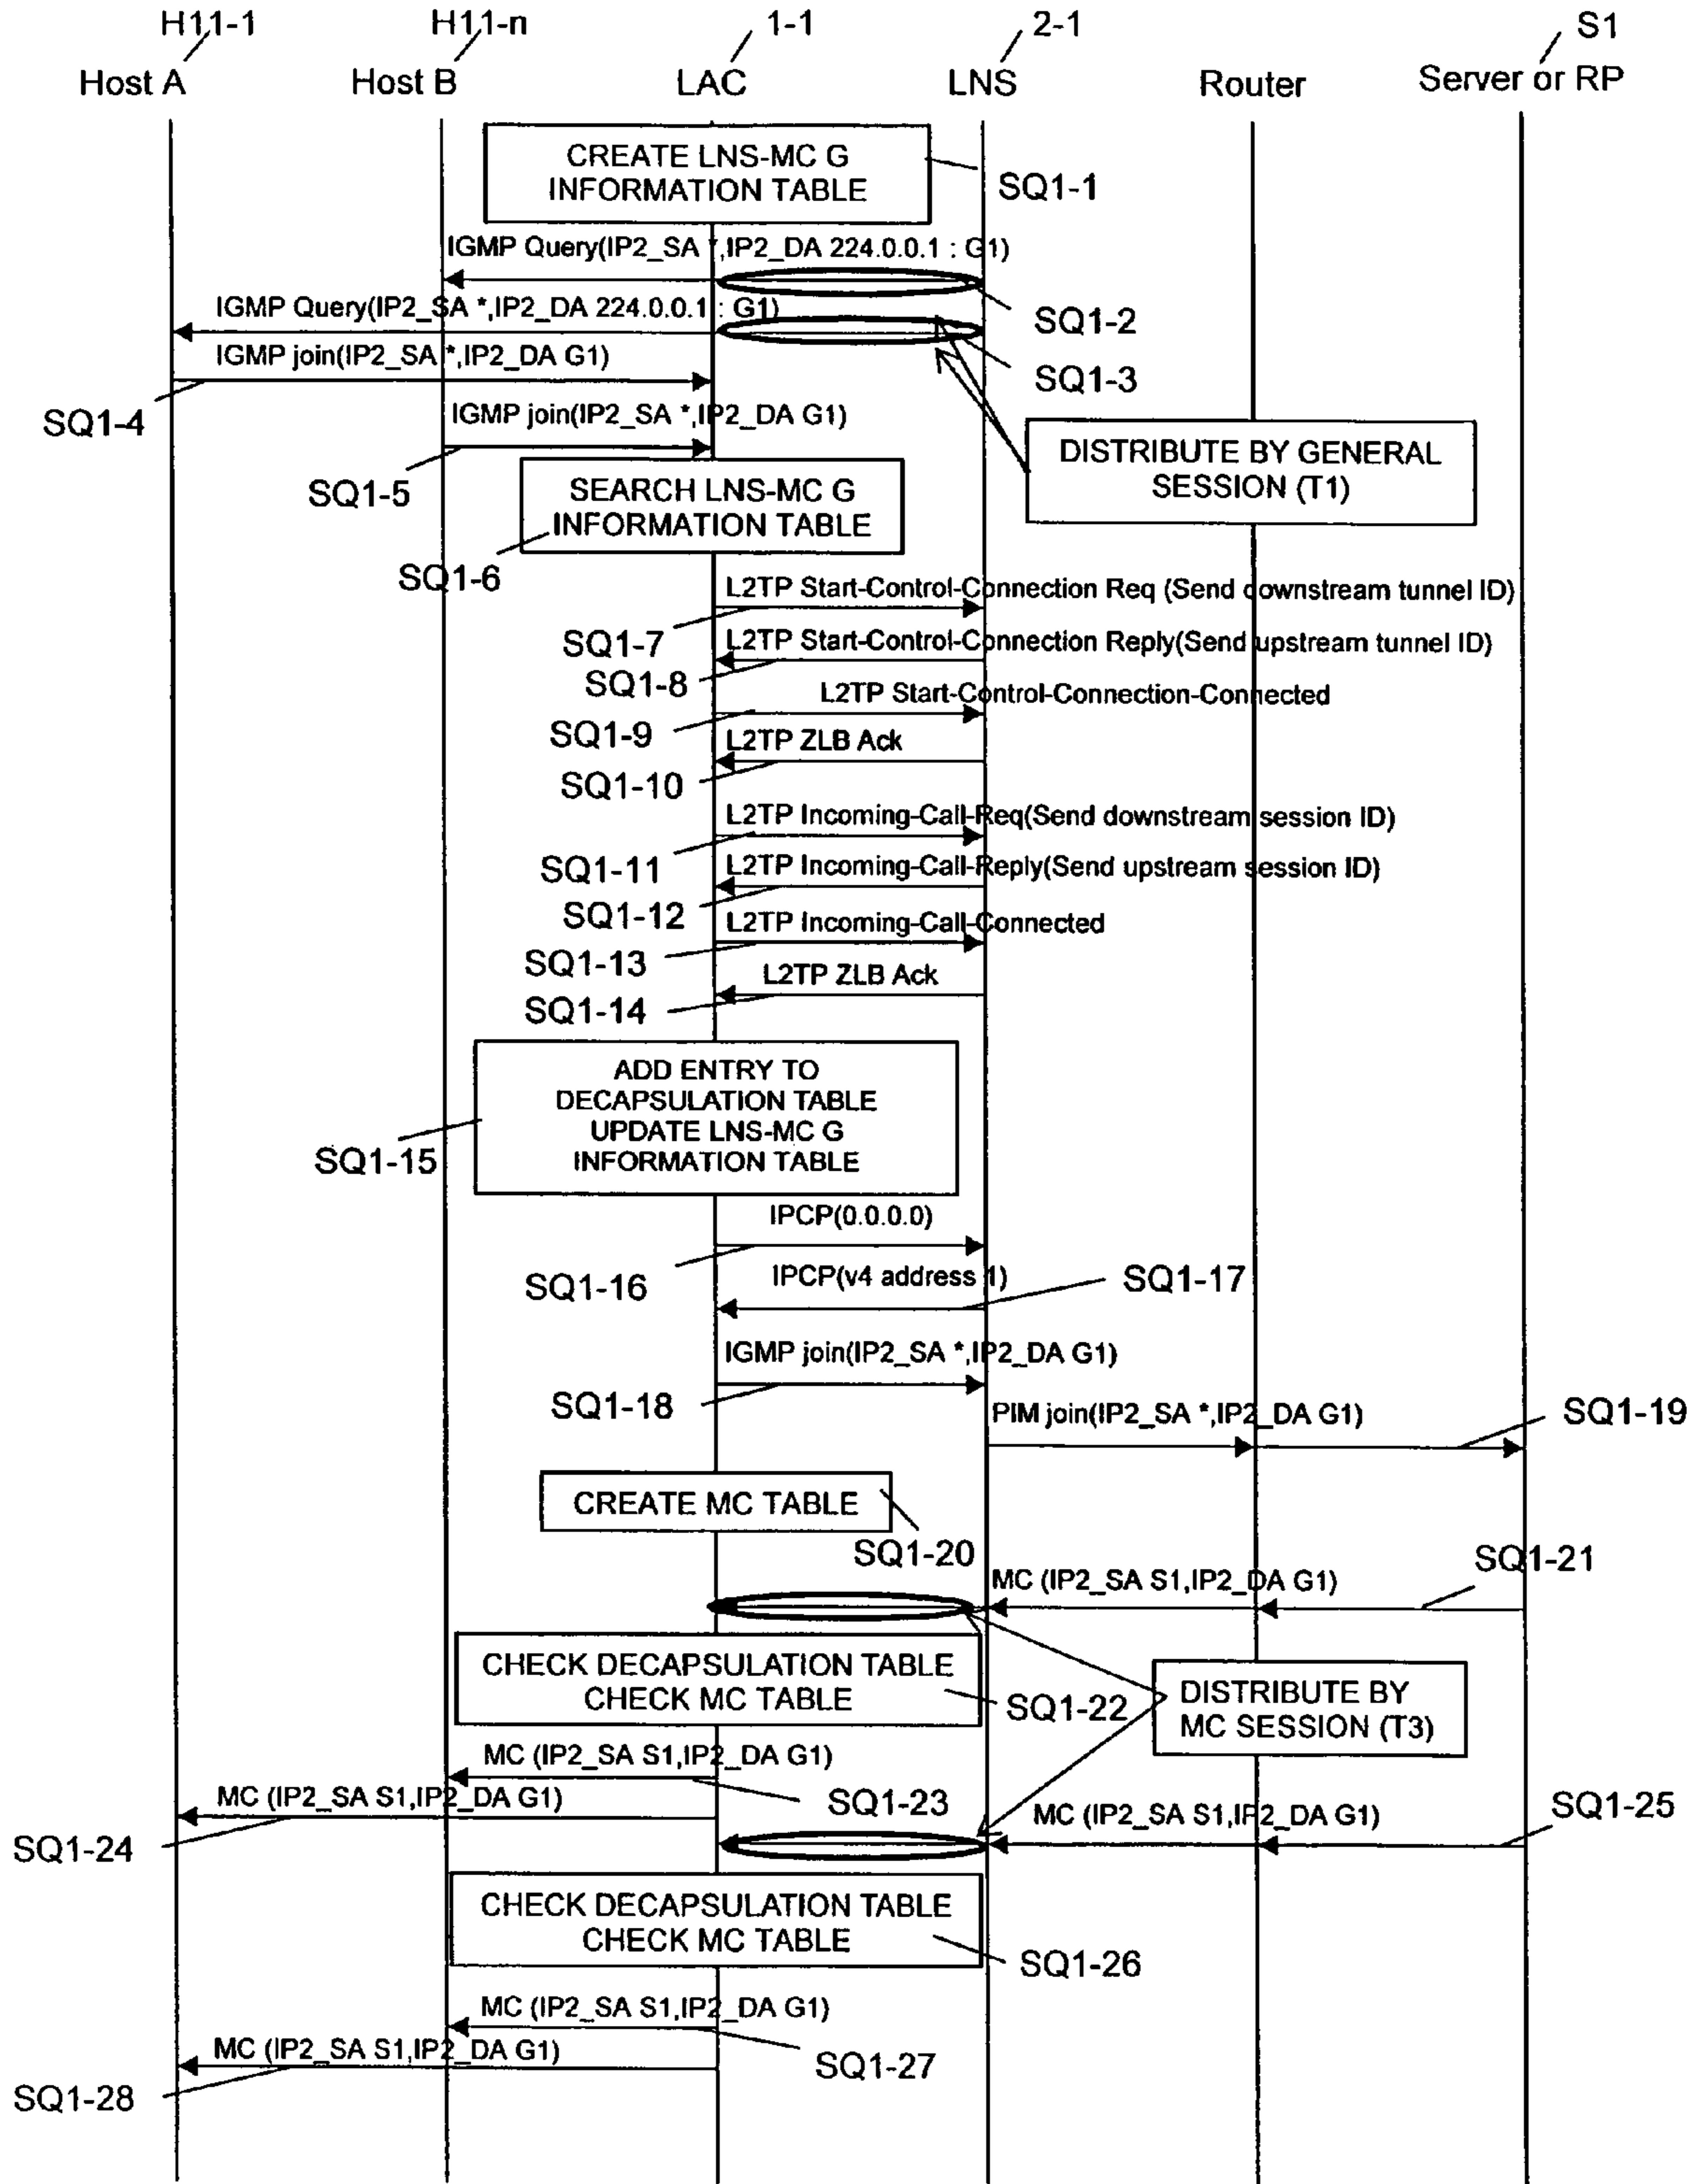 H11-1
H11-n
1-1
2-1
S1
Host A
Host B
LAC
LNS
Router
Server or RP
CREATE LNS-MC G
INFORMATION TABLE
SQ1-1
IGMP Query(IP2_SA *,IP2_DA 224.0.0.1 : G1)
SQ1-2
IGMP Query(IP2_SA *,IP2_DA 224.0.0.1 : G1)
SQ1-3
IGMP join(IP2_SA *,IP2_DA G1)
SQ1-4
IGMP join(IP2_SA *,IP2_DA G1)
SQ1-5
DISTRIBUTE BY GENERAL
SESSION (T1)
SEARCH LNS-MC G
INFORMATION TABLE
SQ1-6
L2TP Start-Control-Connection Req (Send downstream tunnel ID)
SQ1-7
L2TP Start-Control-Connection Reply(Send upstream tunnel ID)
SQ1-8
L2TP Start-Control-Connection-Connected
SQ1-9
L2TP ZLB Ack
SQ1-10
L2TP Incoming-Call-Req(Send downstream session ID)
SQ1-11
L2TP Incoming-Call-Reply(Send upstream session ID)
SQ1-12
L2TP Incoming-Call-Connected
SQ1-13
L2TP ZLB Ack
SQ1-14
ADD ENTRY TO
DECAPSULATION TABLE
UPDATE LNS-MC G
INFORMATION TABLE
SQ1-15
IPCP(0.0.0.0)
SQ1-16
IPCP(v4 address 1)
SQ1-17
IGMP join(IP2_SA *,IP2_DA G1)
SQ1-18
PIM join(IP2_SA *,IP2_DA G1)
SQ1-19
CREATE MC TABLE
SQ1-20
MC (IP2_SA S1,IP2_DA G1)
SQ1-21
CHECK DECAPSULATION TABLE
CHECK MC TABLE
SQ1-22
DISTRIBUTE BY
MC SESSION (T3)
MC (IP2_SA S1,IP2_DA G1)
SQ1-23
MC (IP2_SA S1,IP2_DA G1)
SQ1-24
MC (IP2_SA S1,IP2_DA G1)
SQ1-25
CHECK DECAPSULATION TABLE
CHECK MC TABLE
SQ1-26
MC (IP2_SA S1,IP2_DA G1)
SQ1-27
MC (IP2_SA S1,IP2_DA G1)
SQ1-28